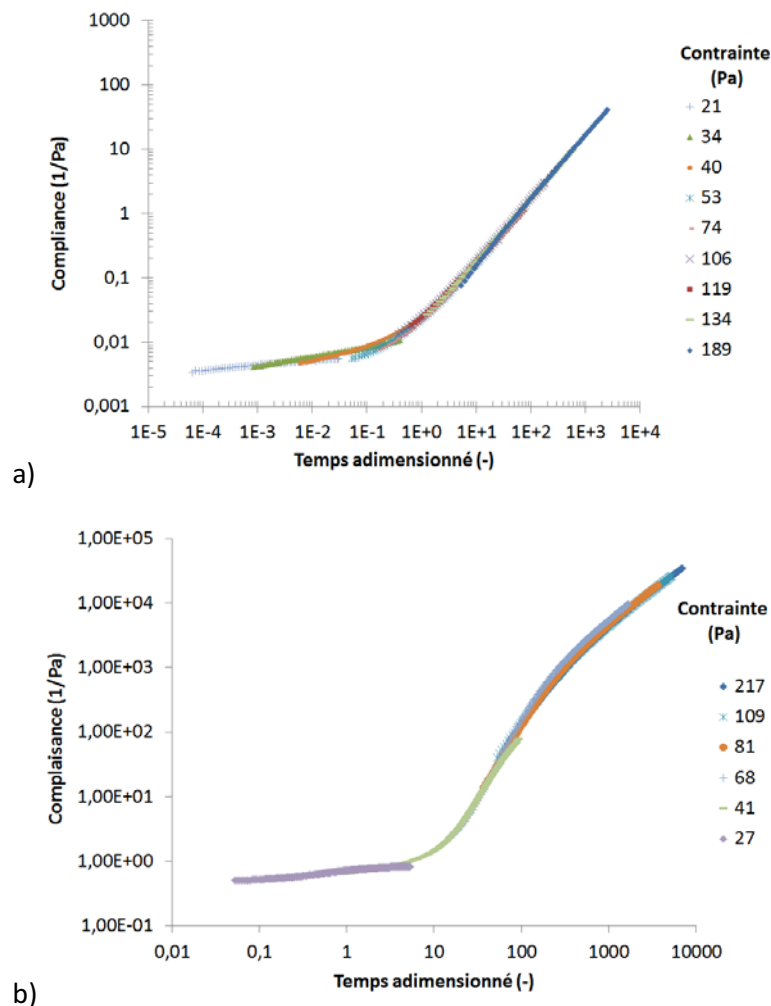 1000
100
10
1
0,1
0,01
0,001
Compliance (1/Pa)
1E-5 1E-4 1E-3 1E-2 1E-1 1E+0 1E+1 1E+2 1E+3 1E+4
Temps adimensionné (-)
Contrainte
(Pa)
21
34
40
53
74
106
119
134
189
a)
1,00E+05
1,00E+04
1,00E+03
1,00E+02
1,00E+01
1,00E+00
1,00E-01
Complaisance (1/Pa)
0,01 0,1 1 10 100 1000 10000
Temps adimensionné (-)
Contrainte
(Pa)
217
109
81
68
41
27
b)